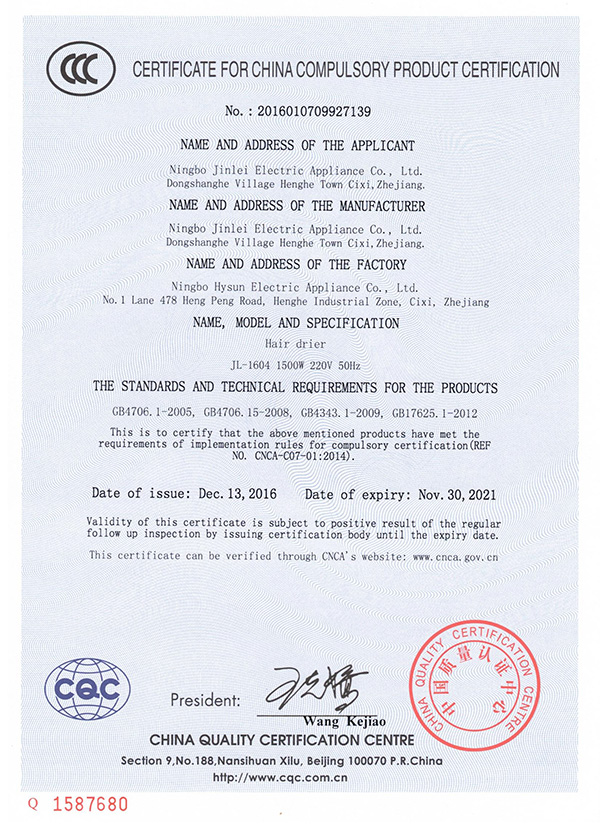 CCC
CERTIFICATE FOR CHINA COMPULSORY PRODUCT CERTIFICATION
No. : 2016010709927139
NAME AND ADDRESS OF THE APPLICANT
Ningbo Jinlei Electric Appliance Co., Ltd.
Dongshanghe Village Henghe Town Cixi, Zhejiang.
NAME AND ADDRESS OF THE MANUFACTURER
Ningbo Jinlei Electric Appliance Co., Ltd.
Dongshanghe Village Henghe Town Cixi, Zhejiang.
NAME AND ADDRESS OF THE FACTORY
Ningbo Hysun Electric Appliance Co., Ltd.
No. 1 Lane 478 Heng Peng Road, Henghe Industrial Zone, Cixi, Zhejiang
NAME, MODEL AND SPECIFICATION
Hair drier
JL-1604 1500W 220V 50Hz
THE STANDARDS AND TECHNICAL REQUIREMENTS FOR THE PRODUCTS
GB4706.1-2005, GB4706.15-2008, GB4343.1-2009, GB17625.1-2012
This is to certify that the above mentioned products have met the
requirements of implementation rules for compulsory certification(REF
NO. CNCA-C07-01:2014).
Date of issue: Dec. 13, 2016 Date of expiry: Nov. 30, 2021
Validity of this certificate is subject to positive result of the regular
follow up inspection by issuing certification body until the expiry date.
This certificate can be verified through CNCA's website: www.cnca.gov.cn
CHINA QUALITY CERTIFICATION CENTRE
中国质量认证中心
CQC
President: 王克娇
Wang Kejiao
CHINA QUALITY CERTIFICATION CENTRE
Section 9, No.188, Nansihuan Xilu, Beijing 100070 P.R.China
http://www.cqc.com.cn
Q 1587680